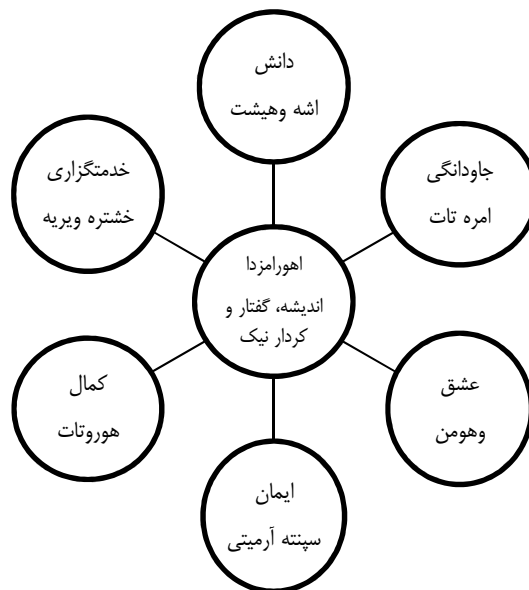 دانش
اشه وهیشت
خدمتگزاری
خشتره ویریه
جاودانگی
امره تات
اهورامزدا
اندیشه، گفتار و
کردار نیک
کمال
هوروتات
عشق
وهومن
ایمان
سپنته آرمیتی